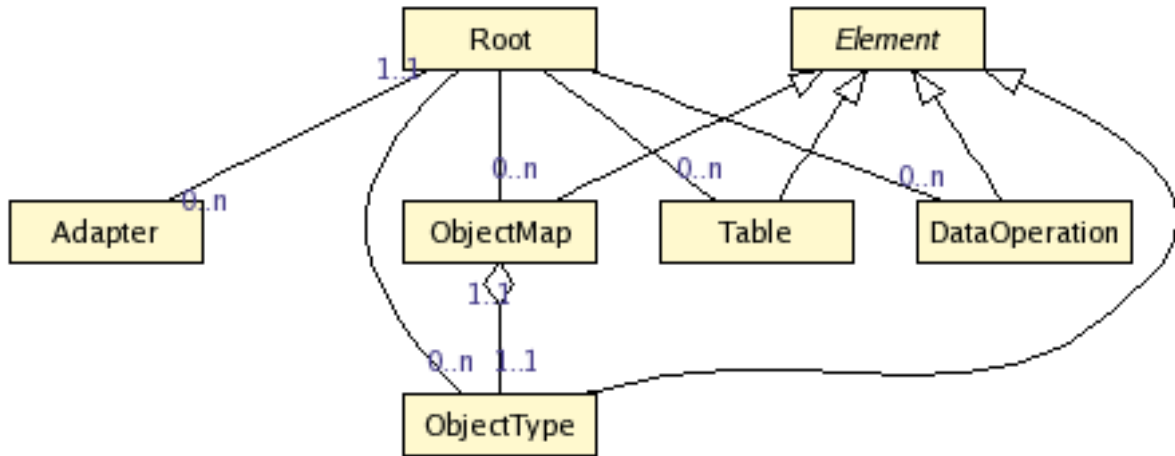 Root
Element
1..1
0..n
0..n
0..n
0..n
Adapter
ObjectMap
Table
DataOperation
1..1
0..n
1..1
ObjectType